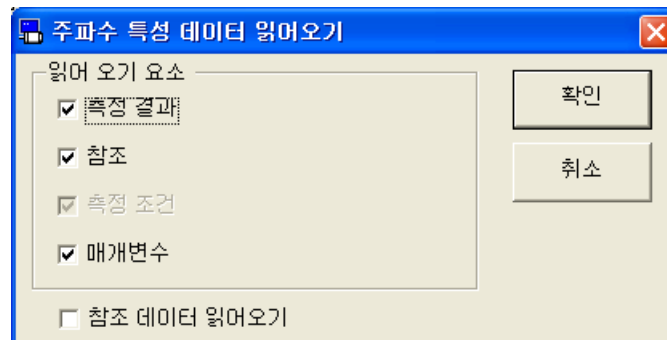 주파수 특성 데이터 읽어오기
읽어 오기 요소
측정 결과
확인
참조
취소
측정 조건
매개변수
참조 데이터 읽어오기